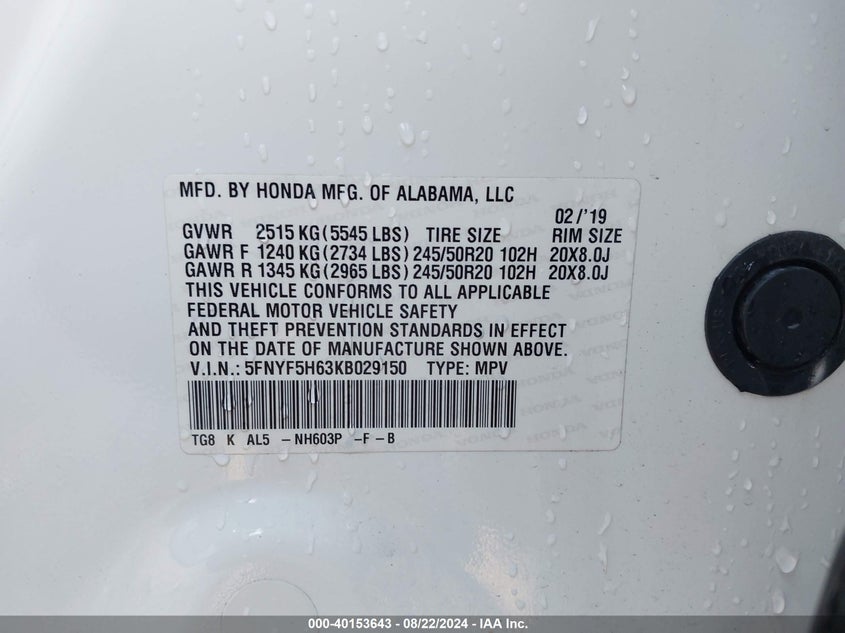 MFD. BY HONDA MFG. OF ALABAMA, LLC
02/'19
GVWR 2515 KG(5545 LBS) TIRE SIZE RIM SIZE
GAWR F 1240 KG(2734 LBS) 245/50R20 102H 20X8.0J
GAWR R 1345 KG(2965 LBS) 245/50R20 102H 20X8.0J
THIS VEHICLE CONFORMS TO ALL APPLICABLE
FEDERAL MOTOR VEHICLE SAFETY
AND THEFT PREVENTION STANDARDS IN EFFECT
ON THE DATE OF MANUFACTURE SHOWN ABOVE.
V.I.N.: 5FNYF5H63KB029150 TYPE: MPV
TG8 K AL5 -NH603P -F-B
000-40153643 - 08/22/2024 - IAA Inc.